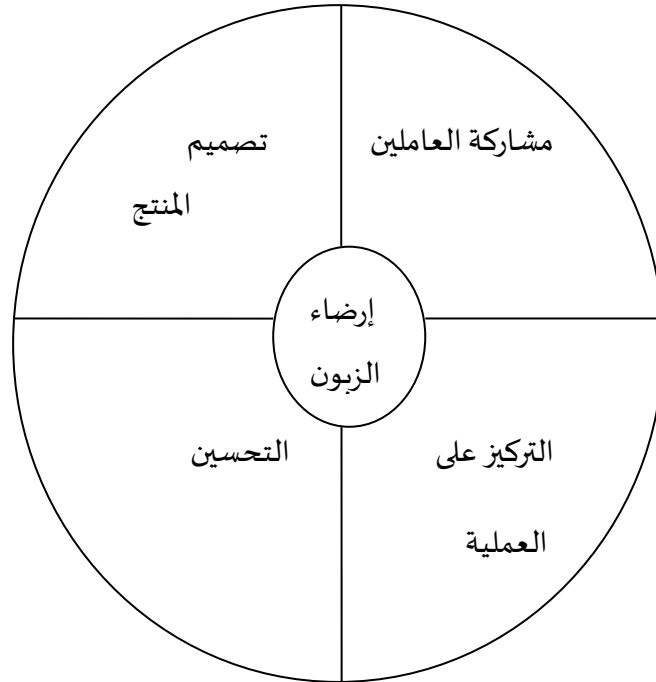 مشاركة العاملين
تصميم
المنتج
إرضاء
الزبون
التركيز على
العملية
التحسين